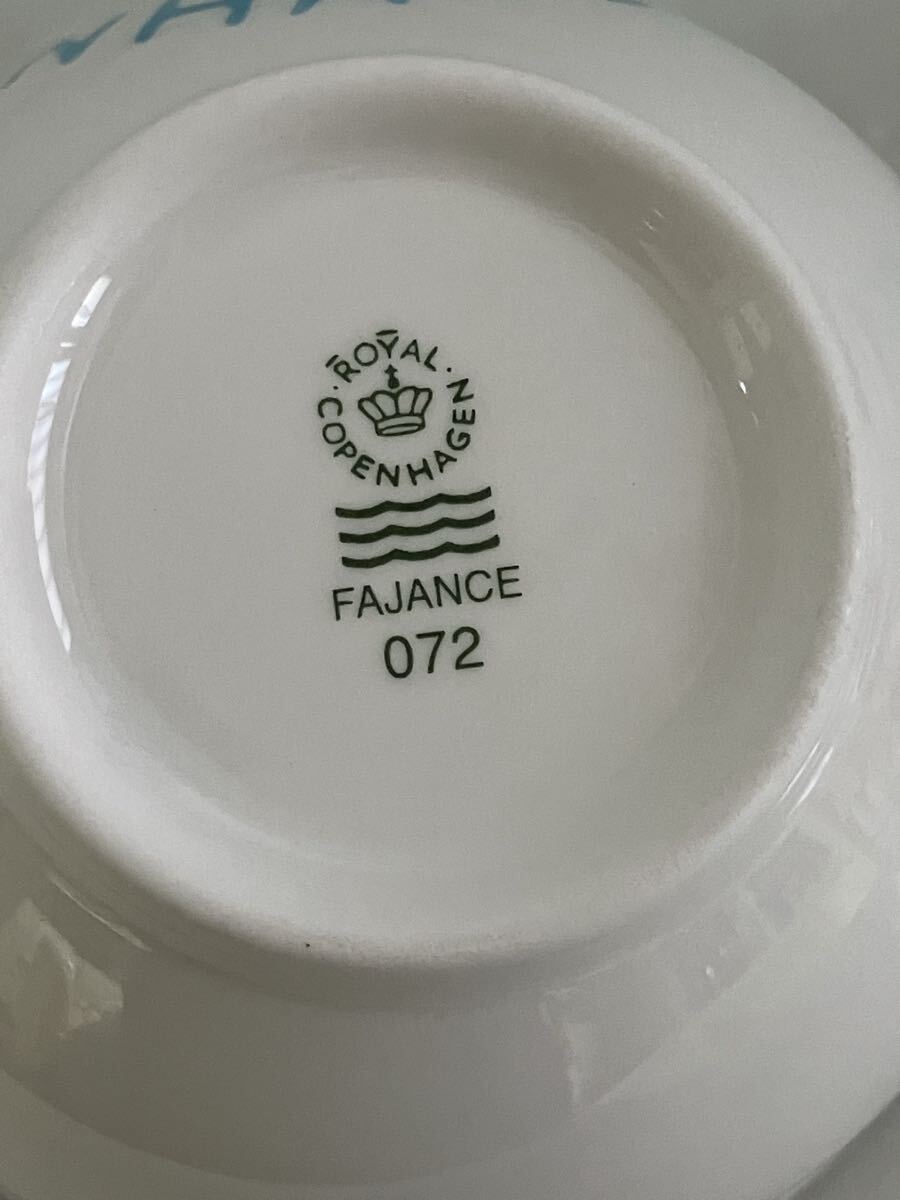 ROYAL
COPENHAGEN
FAJANCE
072